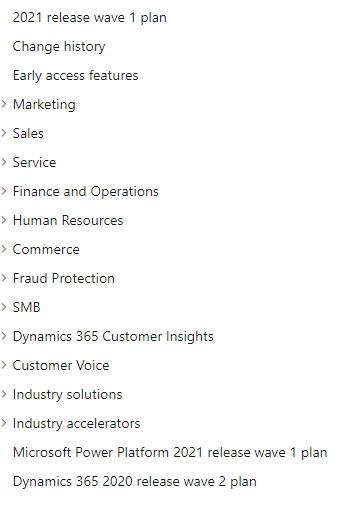 2021 release wave 1 plan
Change history
Early access features
Marketing
Sales
Service
Finance and Operations
Human Resources
Commerce
Fraud Protection
SMB
Dynamics 365 Customer Insights
Customer Voice
Industry solutions
Industry accelerators
Microsoft Power Platform 2021 release wave 1 plan
Dynamics 365 2020 release wave 2 plan